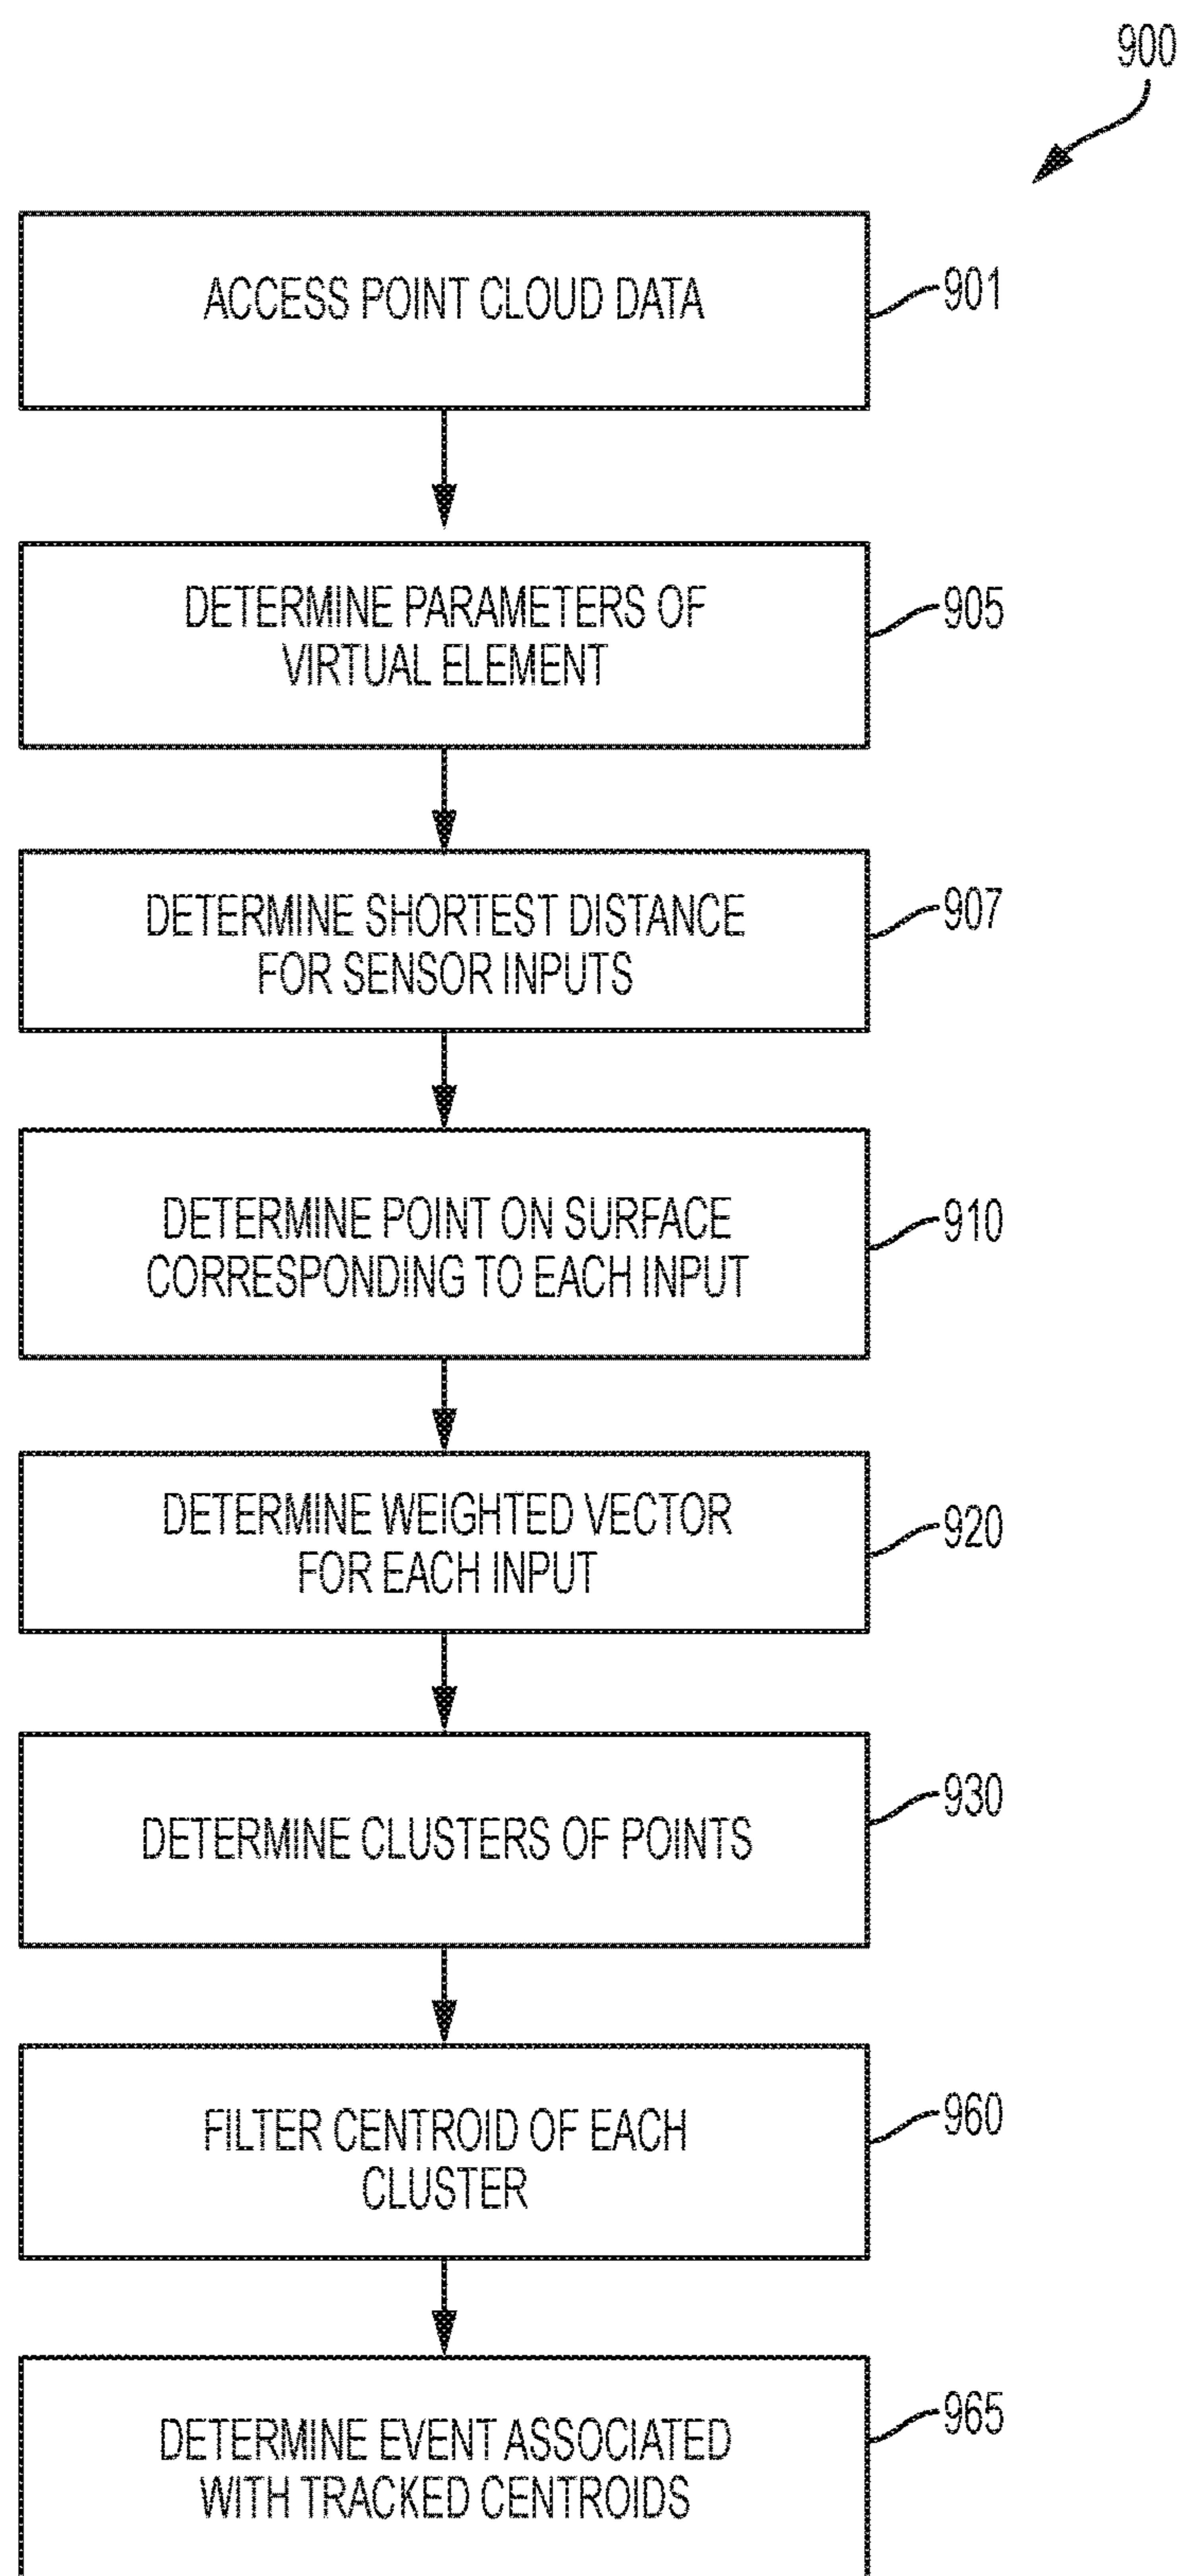 900
ACCESS POINT CLOUD DATA
901
DETERMINE PARAMETERS OF
VIRTUAL ELEMENT
905
DETERMINE SHORTEST DISTANCE
FOR SENSOR INPUTS
907
DETERMINE POINT ON SURFACE
CORRESPONDING TO EACH INPUT
910
DETERMINE WEIGHTED VECTOR
FOR EACH INPUT
920
DETERMINE CLUSTERS OF POINTS
930
FILTER CENTROID OF EACH
CLUSTER
960
DETERMINE EVENT ASSOCIATED
WITH TRACKED CENTROIDS
965